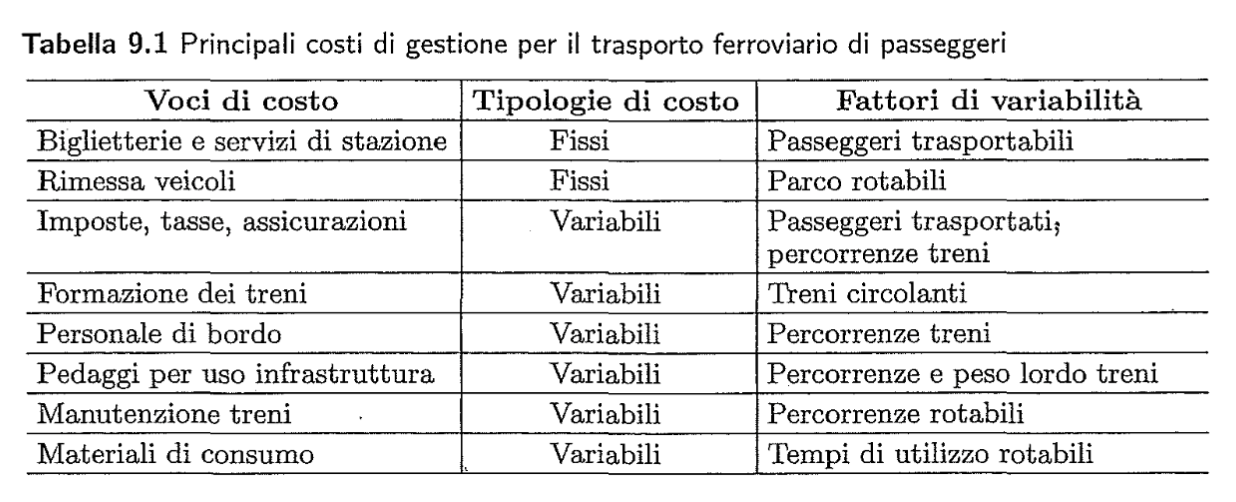 Tabella 9.1 Principali costi di gestione per il trasporto ferroviario di passeggeri
Voci di costo Tipologie di costo Fattori di variabilità
Biglietterie e servizi di stazione Fissi Passeggeri trasportabili
Rimessa veicoli Fissi Parco rotabili
Imposte, tasse, assicurazioni Variabili Passeggeri trasportati;
percorrenze treni
Formazione dei treni Variabili Treni circolanti
Personale di bordo Variabili Percorrenze treni
Pedaggi per uso infrastruttura Variabili Percorrenze e peso lordo treni
Manutenzione treni Variabili Percorrenze rotabili
Materiali di consumo Variabili Tempi di utilizzo rotabili